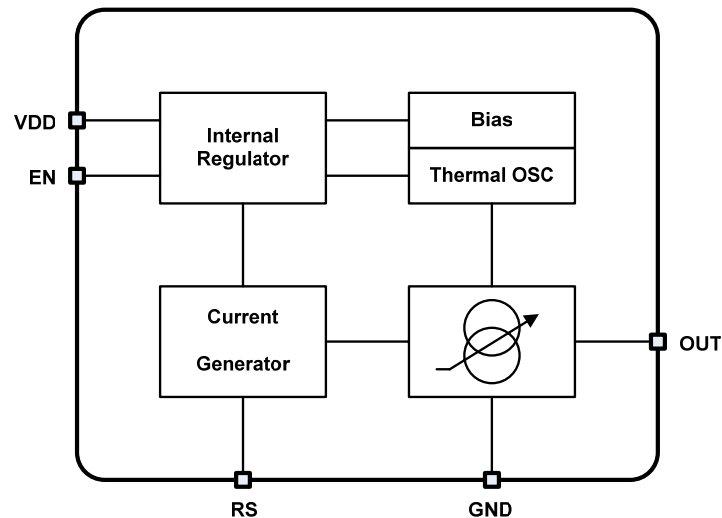 VDD
EN
Internal
Regulator
Bias
Thermal OSC
Current
Generator
OUT
RS
GND